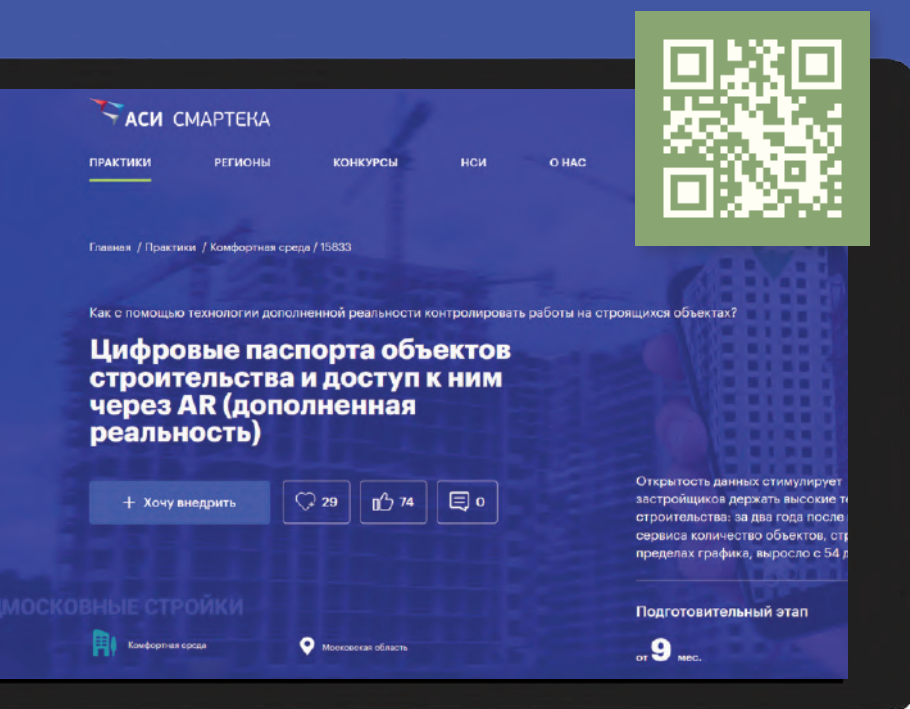 АСИ СМАРТЕКА
ПРАКТИКИ РЕГИОНЫ КОНКУРСЫ НСИ О НАС
Главная / Практики / Комфортная среда / 15833
Как с помощью технологии дополненной реальности контролировать работы на строящихся объектах?
Цифровые паспорта объектов
строительства и доступ к ним
через AR (дополненная
реальность)
+ Хочу внедрить 29 74 0
Открытость данных стимулирует
застройщиков держать высокие
строительства: за два года после
сервиса количество объектов,
пределах графика, выросло с 54
Подготовительный этап
от 9 мес.
СТРОЙКИ
Комфортная среда
Московская область